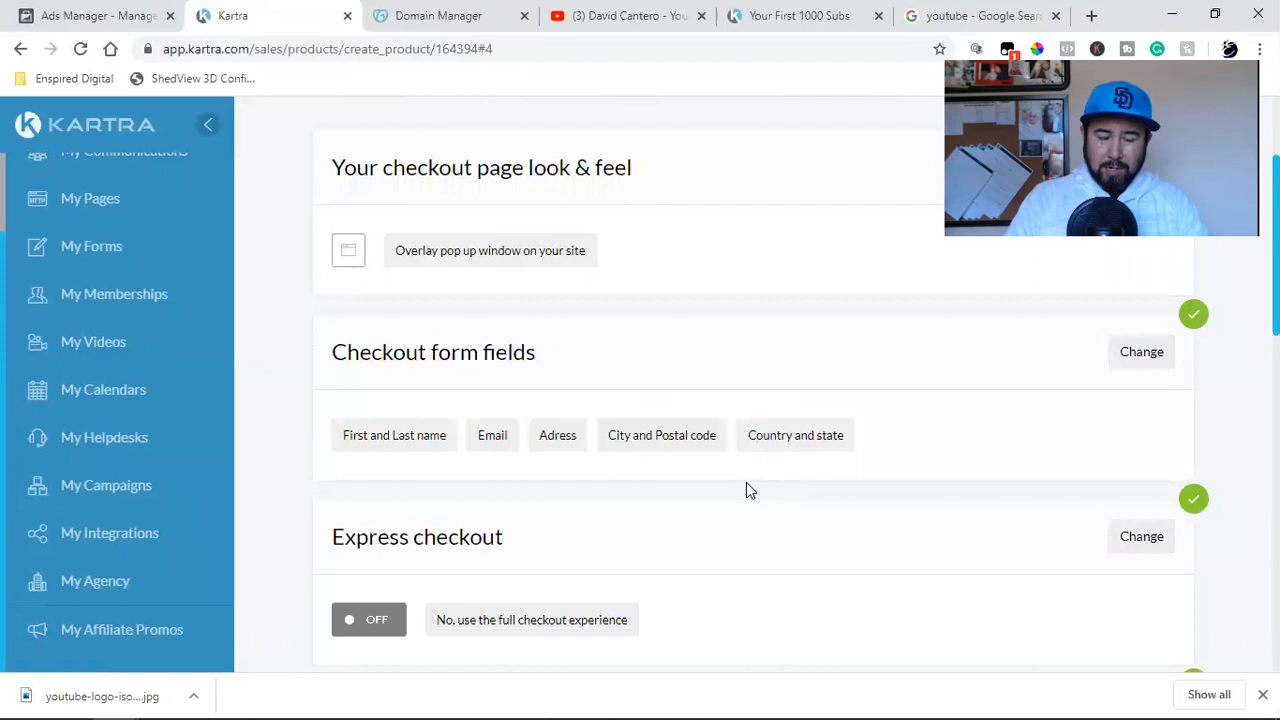 Ads Manager - Manage
Kartra
Domain Manager
(3) David Cantero - You
Your First 1000 Subs
youtube - Google Sear
app.kartra.com/sales/products/create_product/164394#4
Enspired Digital
ShedView 3D Confi...
KARTRA
My Communications
My Pages
My Forms
My Memberships
My Videos
My Calendars
My Helpdesks
My Campaigns
My Integrations
My Agency
My Affiliate Promos
Your checkout page look & feel
Overlay pop up window on your site
Checkout form fields
Change
First and Last name
Email
Adress
City and Postal code
Country and state
Express checkout
Change
OFF
No, use the full checkout experience
youtube-logo-iso....jpg
Show all